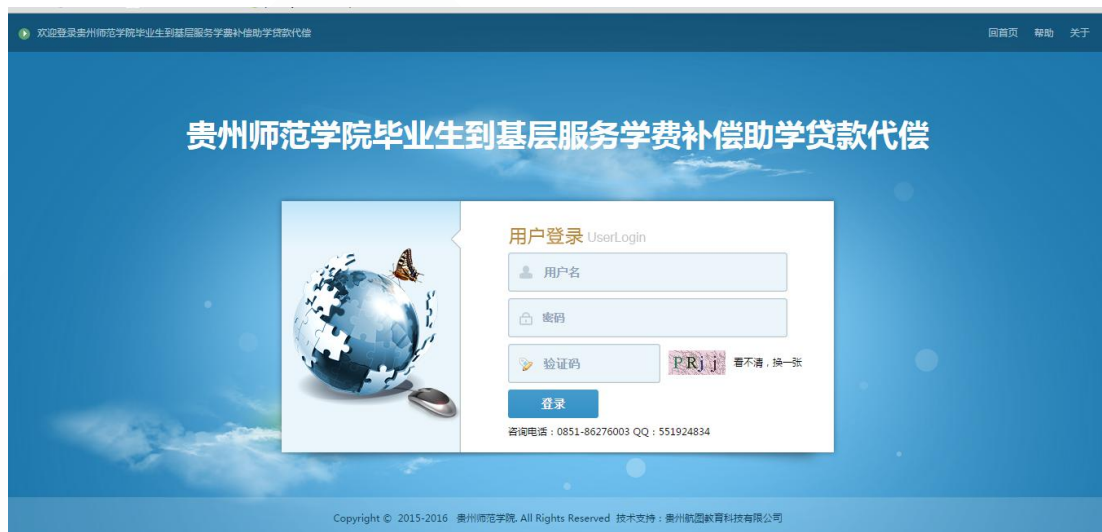 欢迎登录贵州师范学院毕业生到基层服务学费补偿助学贷款代偿 回首页 帮助 关于
贵州师范学院毕业生到基层服务学费补偿助学贷款代偿
用户登录 UserLogin
用户名
密码
验证码 PRjj 看不清，换一张
登录
咨询电话：0851-86276003 QQ：551924834
Copyright © 2015-2016 贵州师范学院. All Rights Reserved 技术支持：贵州航图教育科技有限公司